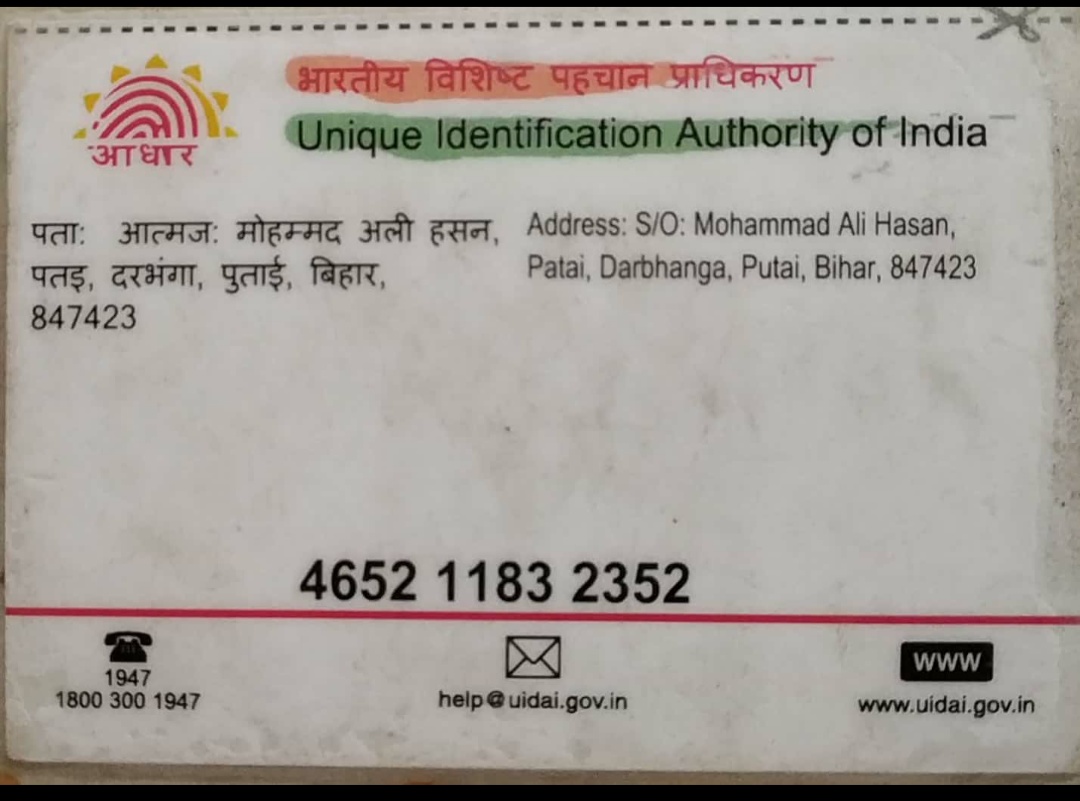 भारतीय विशिष्ट पहचान प्राधिकरण
Unique Identification Authority of India
आधार
पता: आत्मज: मोहम्मद अली हसन,
पतइ, दरभंगा, पुताई, बिहार,
847423
Address: S/O: Mohammad Ali Hasan,
Patai, Darbhanga, Putai, Bihar, 847423
4652 1183 2352
1947
1800 300 1947
help@uidai.gov.in
www
www.uidai.gov.in